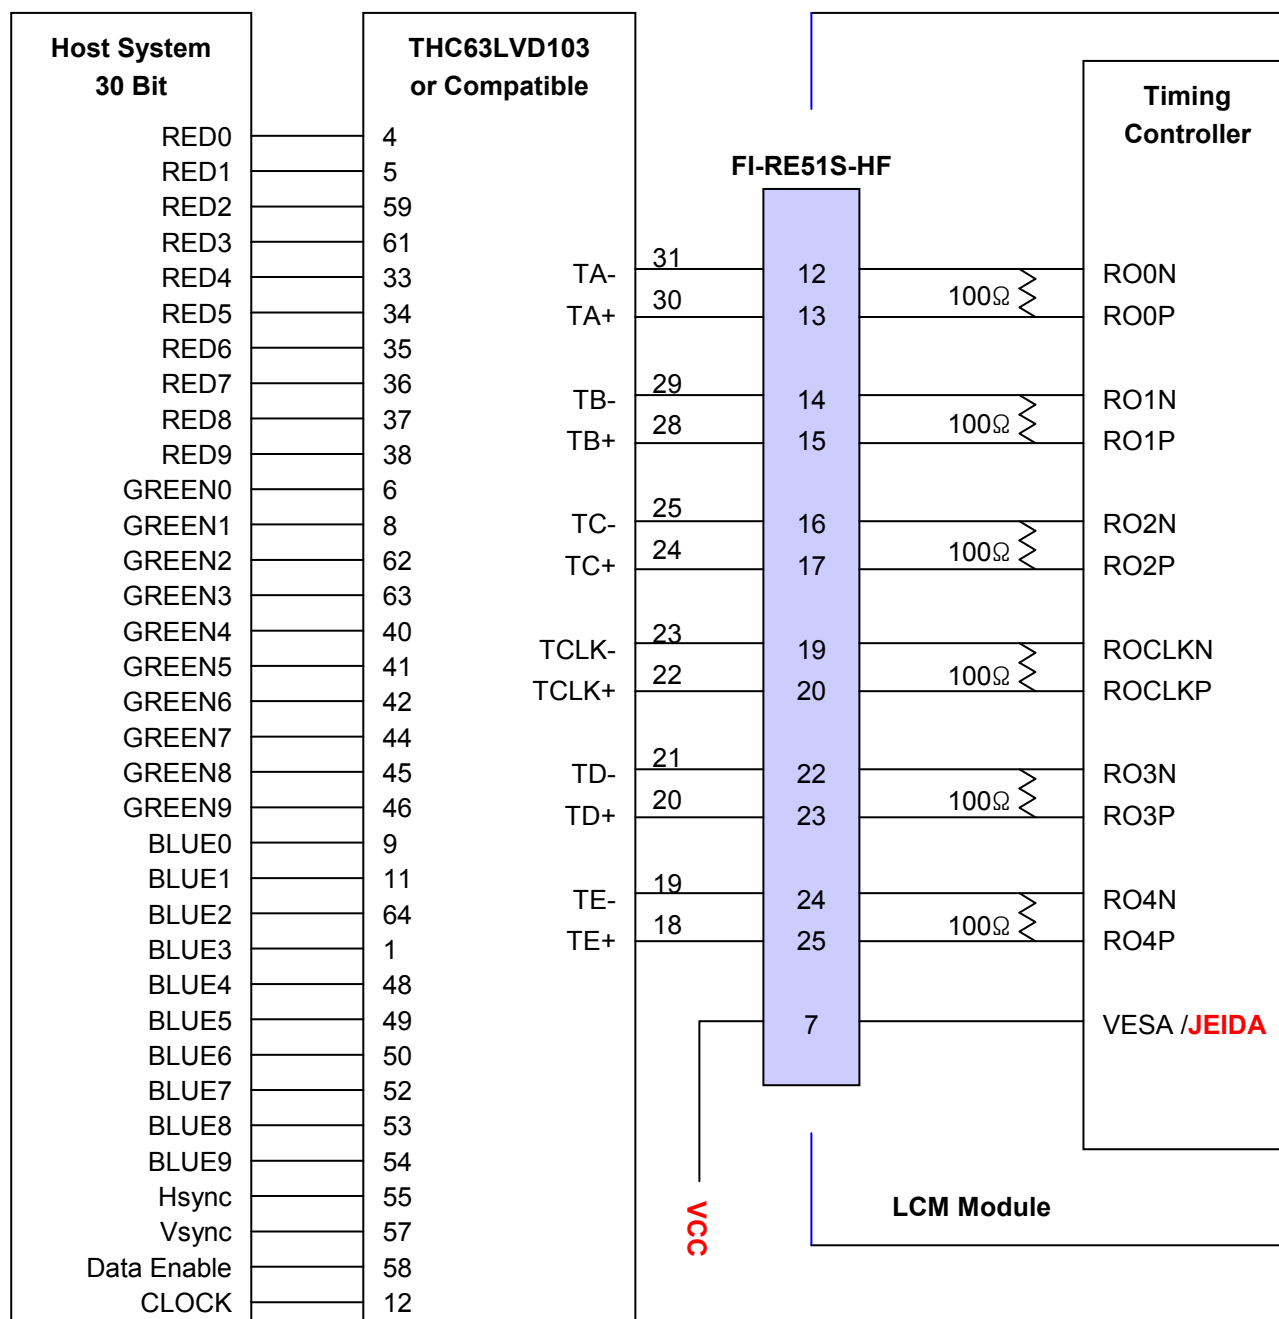 Host System
30 Bit
THC63LVD103
or Compatible
Timing
Controller
FI-RE51S-HF
RED0 4
RED1 5
RED2 59
RED3 61
RED4 33
RED5 34
RED6 35
RED7 36
RED8 37
RED9 38
GREEN0 6
GREEN1 8
GREEN2 62
GREEN3 63
GREEN4 40
GREEN5 41
GREEN6 42
GREEN7 44
GREEN8 45
GREEN9 46
BLUE0 9
BLUE1 11
BLUE2 64
BLUE3 1
BLUE4 48
BLUE5 49
BLUE6 50
BLUE7 52
BLUE8 53
BLUE9 54
Hsync 55
Vsync 57
Data Enable 58
CLOCK 12
TA- 31 12 RO0N
100Ω
TA+ 30 13 RO0P
TB- 29 14 RO1N
100Ω
TB+ 28 15 RO1P
TC- 25 16 RO2N
100Ω
TC+ 24 17 RO2P
TCLK- 23 19 ROCLKN
100Ω
TCLK+ 22 20 ROCLKP
TD- 21 22 RO3N
100Ω
TD+ 20 23 RO3P
TE- 19 24 RO4N
100Ω
TE+ 18 25 RO4P
7 VESA /JEIDA
VCC
LCM Module